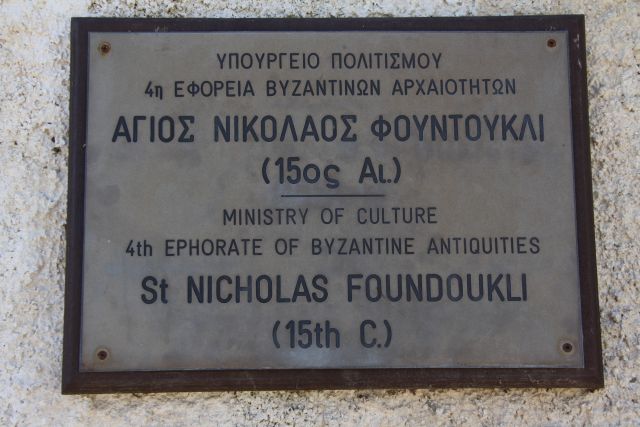 ΥΠΟΥΡΓΕΙΟ ΠΟΛΙΤΙΣΜΟΥ
4η ΕΦΟΡΕΙΑ ΒΥΖΑΝΤΙΝΩΝ ΑΡΧΑΙΟΤΗΤΩΝ
ΑΓΙΟΣ ΝΙΚΟΛΑΟΣ ΦΟΥΝΤΟΥΚΛΙ
(15ος Αι.)
MINISTRY OF CULTURE
4th EPHORATE OF BYZANTINE ANTIQUITIES
St NICHOLAS FOUNDOUKLI
(15th C.)